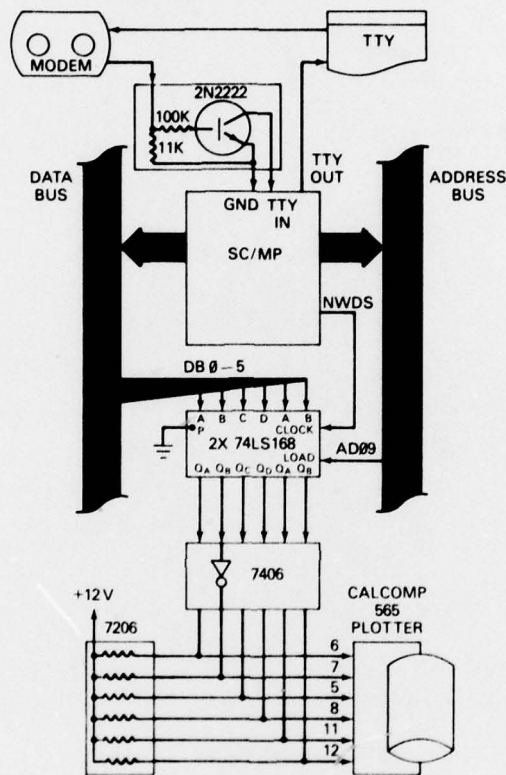 MODEM
TTY
2N2222
100K
11K
DATA
BUS
TTY
OUT
ADDRESS
BUS
GND TTY
IN
SC/MP
NWDS
DB 0-5
A B C D A B
P CLOCK
2X 74LS168
LOAD
AD09
QA QB QC QD QA QB
7406
+12V
7206
CALCOMP
565
PLOTTER
6
7
5
8
11
12